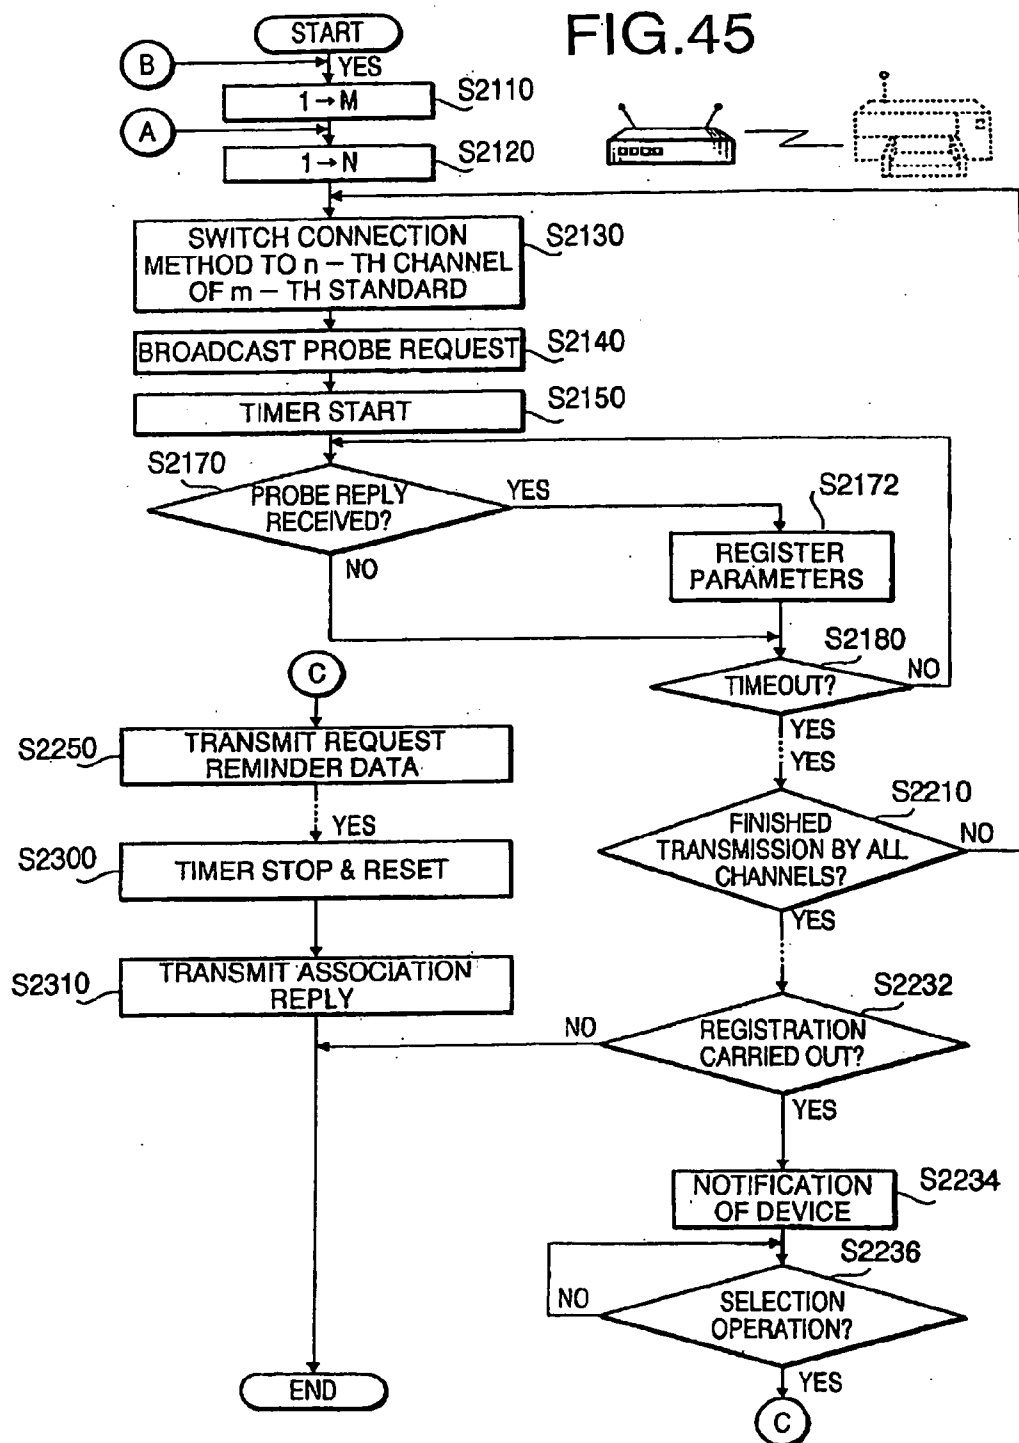 FIG.45
START
B
YES
1→M
S2110
A
1→N
S2120
SWITCH CONNECTION
METHOD TO n – TH CHANNEL
OF m – TH STANDARD
S2130
BROADCAST PROBE REQUEST
S2140
TIMER START
S2150
S2170
PROBE REPLY
RECEIVED?
YES
NO
S2172
REGISTER
PARAMETERS
S2180
TIMEOUT?
NO
YES
YES
C
S2250
TRANSMIT REQUEST
REMINDER DATA
YES
S2300
TIMER STOP & RESET
S2310
TRANSMIT ASSOCIATION
REPLY
S2210
FINISHED
TRANSMISSION BY ALL
CHANNELS?
NO
YES
S2232
REGISTRATION
CARRIED OUT?
NO
YES
S2234
NOTIFICATION
OF DEVICE
S2236
SELECTION
OPERATION?
NO
YES
C
END